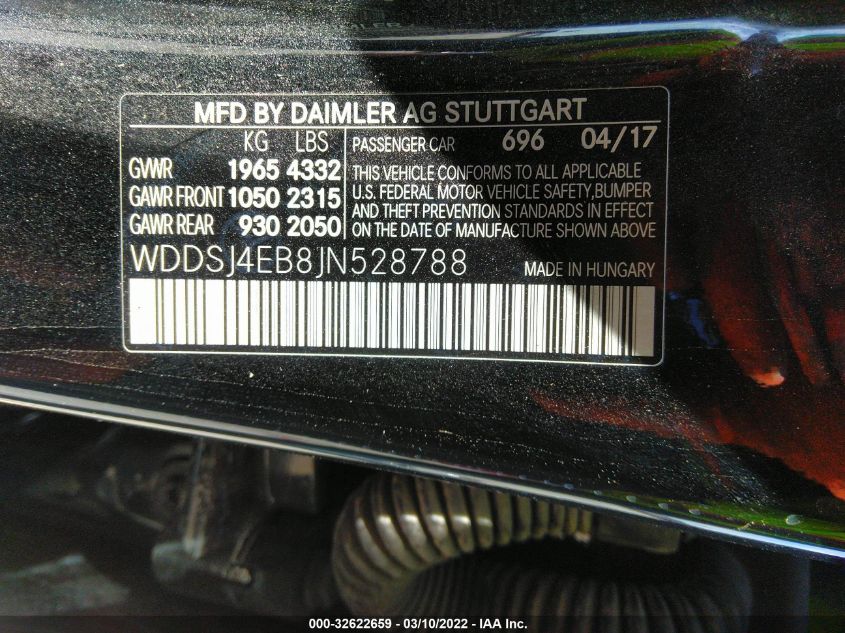 MFD BY DAIMLER AG STUTTGART
KG LBS
GVWR 1965 4332
GAWR FRONT 1050 2315
GAWR REAR 930 2050
PASSENGER CAR 696 04/17
THIS VEHICLE CONFORMS TO ALL APPLICABLE
U.S. FEDERAL MOTOR VEHICLE SAFETY,BUMPER
AND THEFT PREVENTION STANDARDS IN EFFECT
ON THE DATE OF MANUFACTURE SHOWN ABOVE
WDDSJ4EB8JN528788 MADE IN HUNGARY
000-32622659 - 03/10/2022 - IAA Inc.